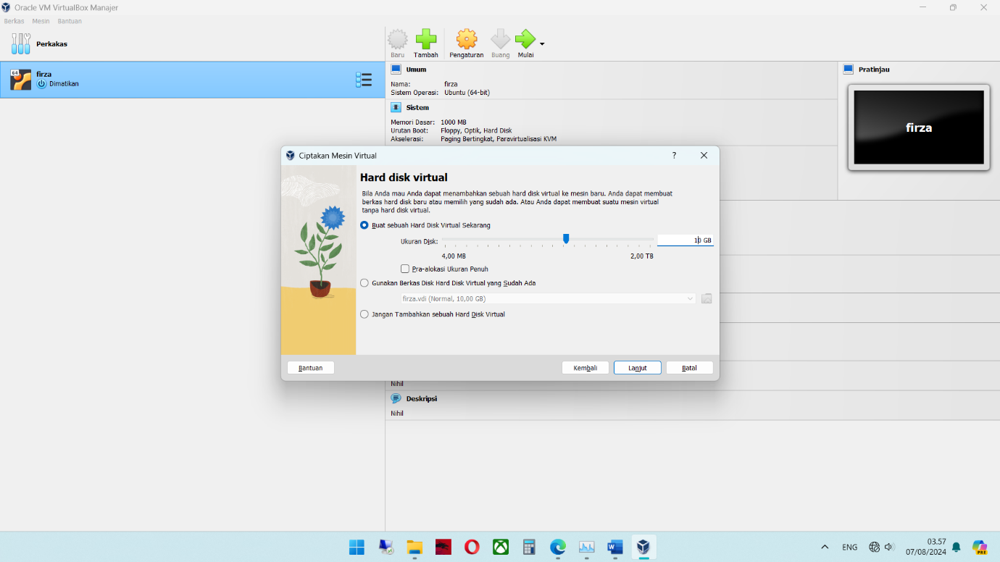 Oracle VM VirtualBox Manajer
Berkas Mesin Bantuan
Perkakas
Baru Tambah Pengaturan Buang Mulai
64
firza
Dimatikan
Umum
Nama: firza
Sistem Operasi: Ubuntu (64-bit)
Sistem
Memori Dasar: 1000 MB
Urutan Boot: Floppy, Optik, Hard Disk
Akselerasi: Paging Bertingkat, Paravirtualisasi KVM
Pratinjau
firza
Ciptakan Mesin Virtual
?
Hard disk virtual
Bila Anda mau Anda dapat menambahkan sebuah hard disk virtual ke mesin baru. Anda dapat membuat
berkas hard disk baru atau memilih yang sudah ada. Atau Anda dapat membuat suatu mesin virtual
tanpa hard disk virtual.
Buat sebuah Hard Disk Virtual Sekarang
Ukuran Disk: 10 GB
4,00 MB 2,00 TB
Pra-alokasi Ukuran Penuh
Gunakan Berkas Disk Hard Disk Virtual yang Sudah Ada
firza.vdi (Normal, 10,00 GB)
Jangan Tambahkan sebuah Hard Disk Virtual
Bantuan Kembali Lanjut Batal
Nihil
Deskripsi
Nihil
ENG
03.57
07/08/2024
PRE